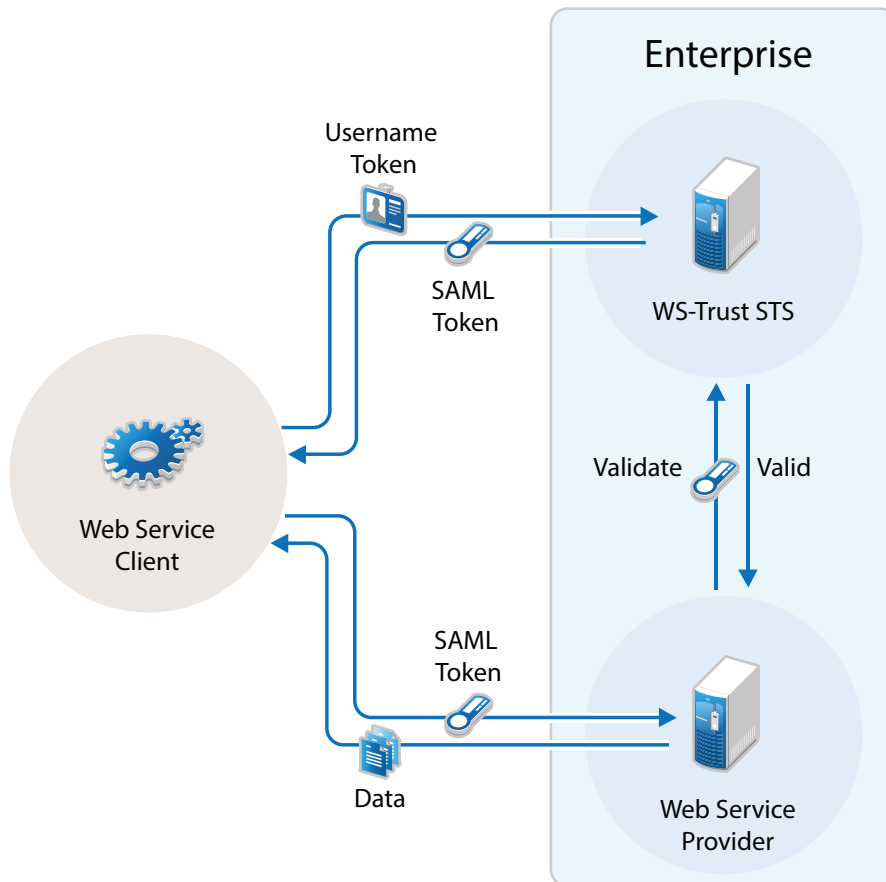 Enterprise
Username
Token
SAML
Token
WS-Trust STS
Validate
Valid
Web Service
Client
SAML
Token
Data
Web Service
Provider